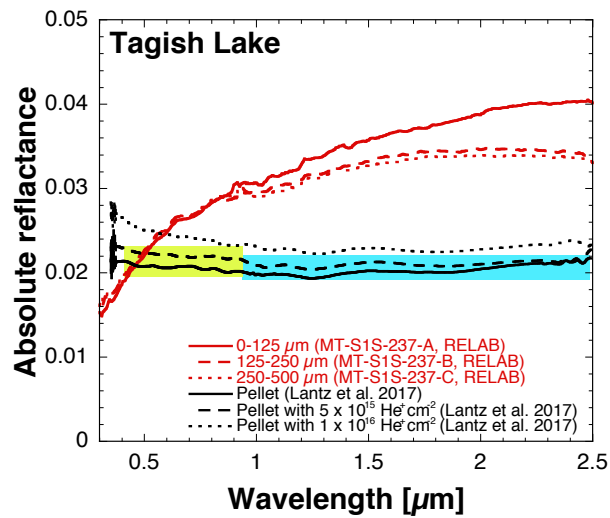 Tagish Lake
0.05
0.04
0.03
0.02
0.01
0
Absolute reflactance
0-125 µm (MT-S1S-237-A, RELAB)
125-250 µm (MT-S1S-237-B, RELAB)
250-500 µm (MT-S1S-237-C, RELAB)
Pellet (Lantz et al. 2017)
Pellet with 5 x 10¹⁵ He⁺cm² (Lantz et al. 2017)
Pellet with 1 x 10¹⁶ He⁺cm² (Lantz et al. 2017)
0.5 1 1.5 2 2.5
Wavelength [µm]